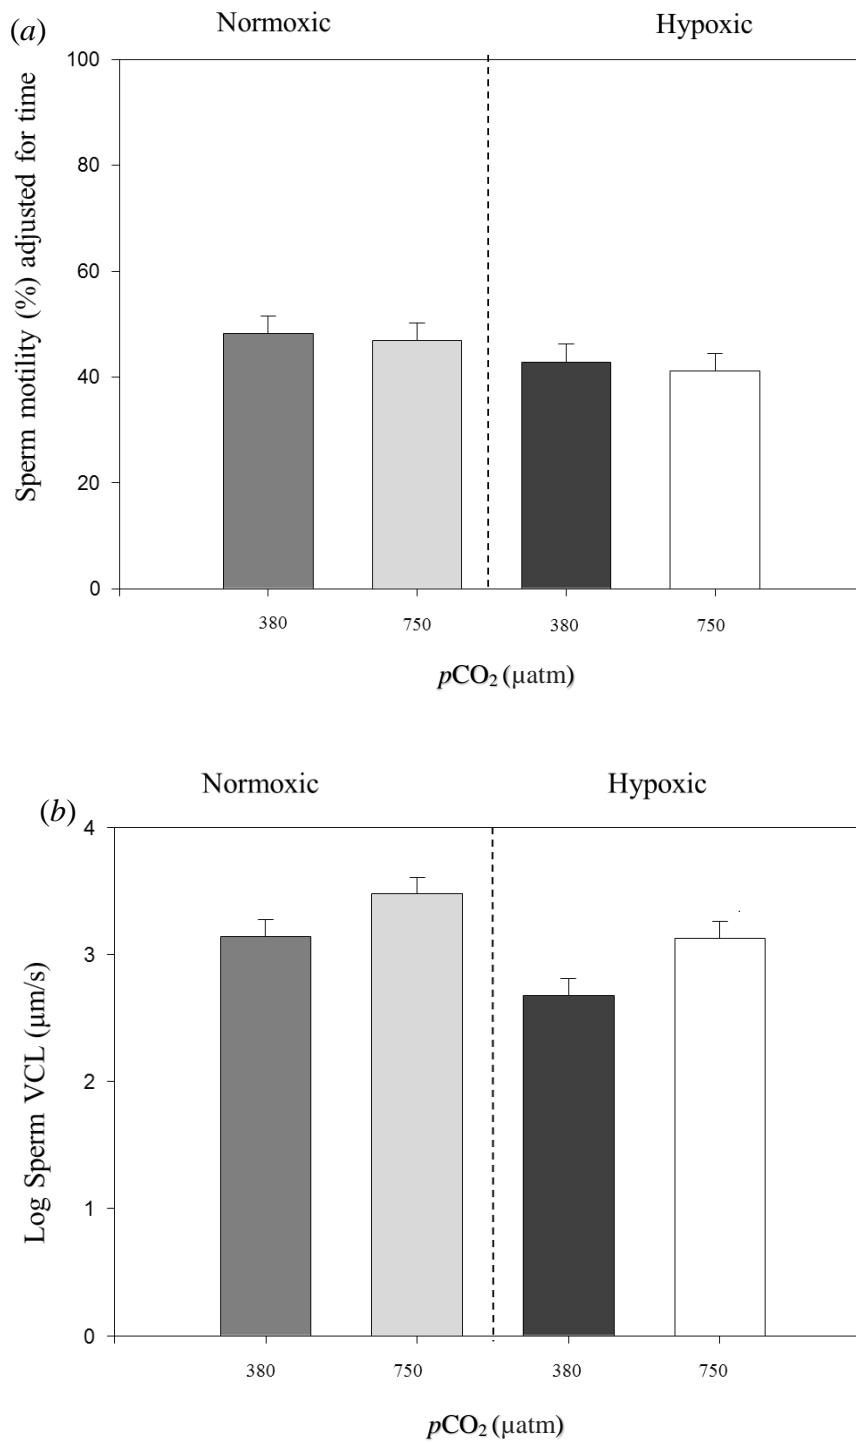 (a)
Normoxic Hypoxic
Sperm motility (%) adjusted for time
100
80
60
40
20
0
380 750 380 750
pCO₂ (µatm)
Normoxic Hypoxic
(b)
Log Sperm VCL (µm/s)
4
3
2
1
0
380 750 380 750
pCO₂ (µatm)